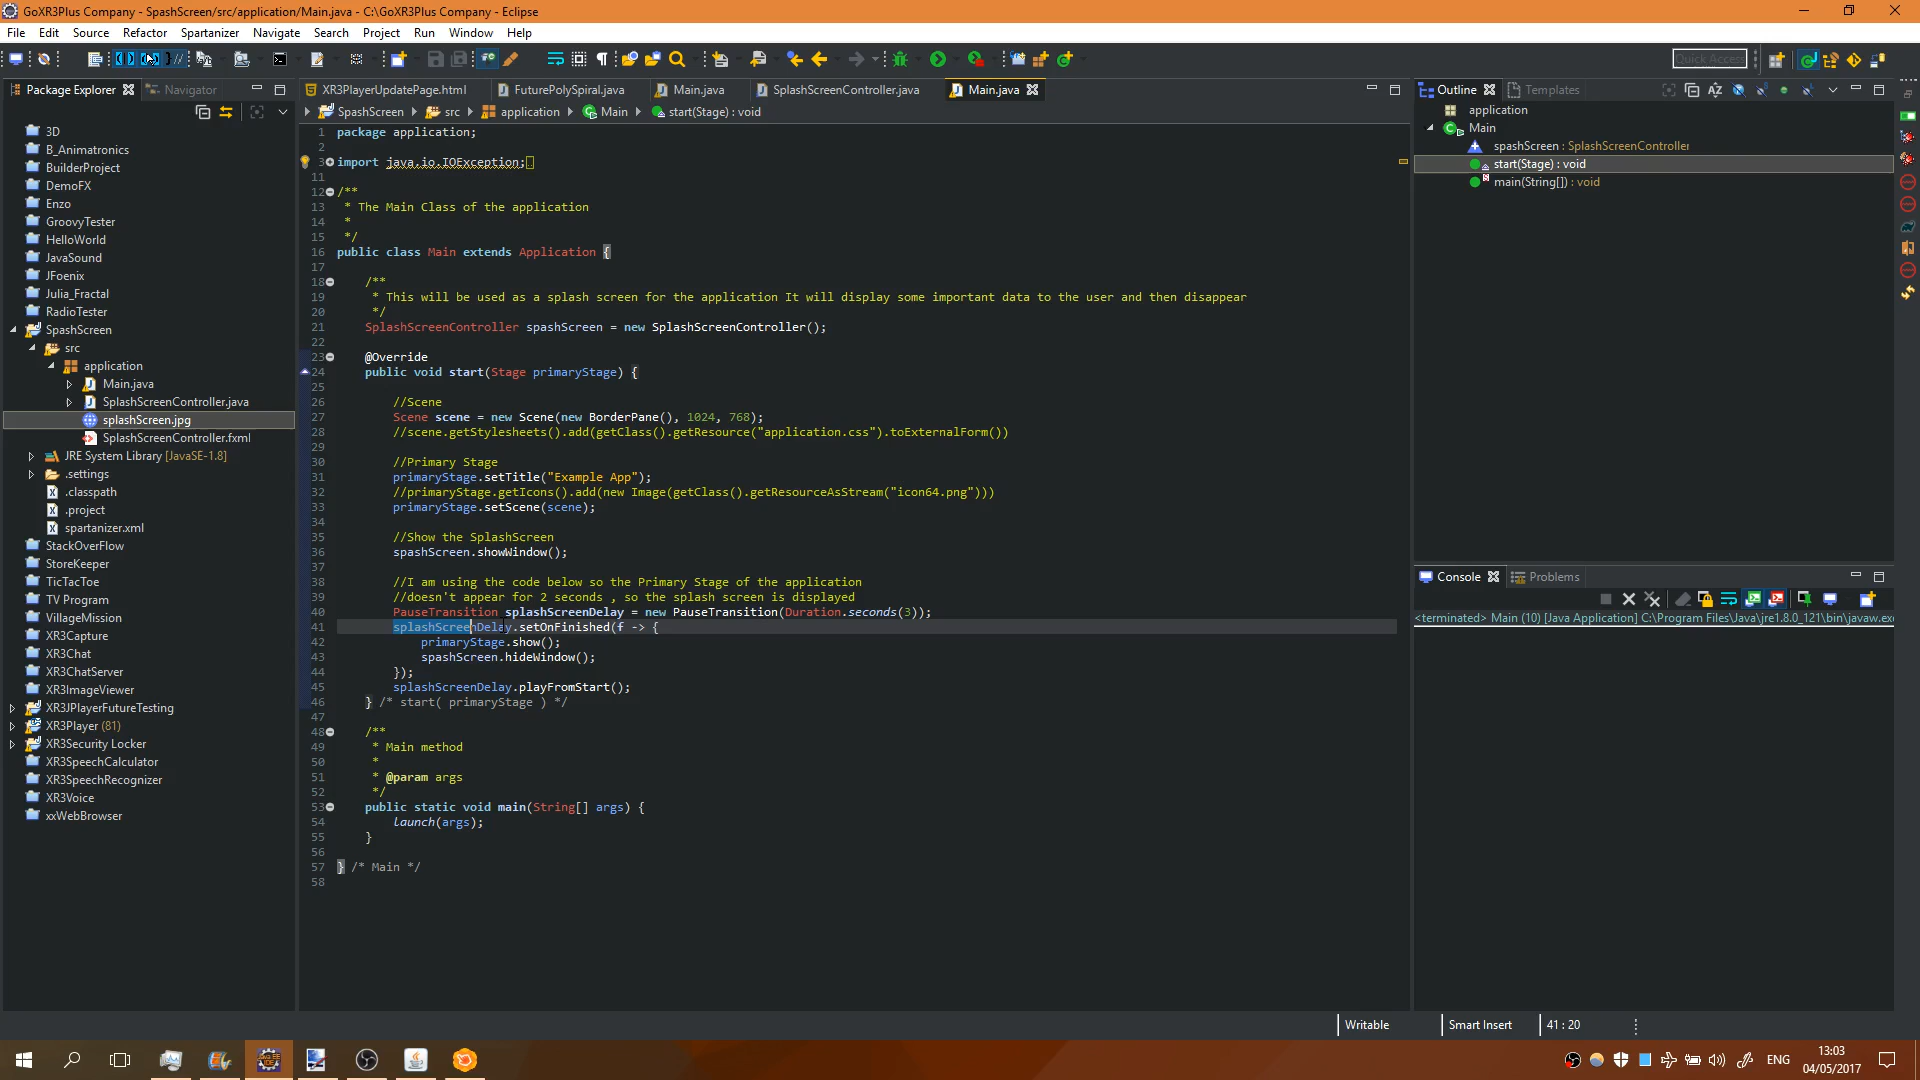 GoXR3Plus Company - SpashScreen/src/application/Main.java - C:\GoXR3Plus Company - Eclipse
File Edit Source Refactor Spartanizer Navigate Search Project Run Window Help
Quick Access
Package Explorer Navigator
3D
B_Animatronics
BuilderProject
DemoFX
Enzo
GroovyTester
HelloWorld
JavaSound
JFoenix
Julia_Fractal
RadioTester
SpashScreen
src
application
Main.java
SplashScreenController.java
splashScreen.jpg
SplashScreenController.fxml
JRE System Library [JavaSE-1.8]
.settings
.classpath
.project
spartanizer.xml
StackOverFlow
StoreKeeper
TicTacToe
TV Program
VillageMission
XR3Capture
XR3Chat
XR3ChatServer
XR3ImageViewer
XR3JPlayerFutureTesting
XR3Player (81)
XR3Security Locker
XR3SpeechCalculator
XR3SpeechRecognizer
XR3Voice
xxWebBrowser
XR3PlayerUpdatePage.html FuturePolySpiral.java Main.java SplashScreenController.java Main.java
SpashScreen src application Main start(Stage) : void
1 package application;
2
3 import java.io.IOException;
11
12 /**
13 * The Main Class of the application
14 *
15 */
16 public class Main extends Application {
17
18 /**
19 * This will be used as a splash screen for the application It will display some important data to the user and then disappear
20 */
21 SplashScreenController spashScreen = new SplashScreenController();
22
23 @Override
24 public void start(Stage primaryStage) {
25
26 //Scene
27 Scene scene = new Scene(new BorderPane(), 1024, 768);
28 //scene.getStylesheets().add(getClass().getResource("application.css").toExternalForm())
29
30 //Primary Stage
31 primaryStage.setTitle("Example App");
32 //primaryStage.getIcons().add(new Image(getClass().getResourceAsStream("icon64.png")))
33 primaryStage.setScene(scene);
34
35 //Show the SplashScreen
36 spashScreen.showWindow();
37
38 //I am using the code below so the Primary Stage of the application
39 //doesn't appear for 2 seconds , so the splash screen is displayed
40 PauseTransition splashScreenDelay = new PauseTransition(Duration.seconds(3));
41 splashScreenDelay.setOnFinished(f -> {
42 primaryStage.show();
43 spashScreen.hideWindow();
44 });
45 splashScreenDelay.playFromStart();
46 } /* start( primaryStage ) */
47
48 /**
49 * Main method
50 *
51 * @param args
52 */
53 public static void main(String[] args) {
54 launch(args);
55 }
56
57 } /* Main */
58
Outline Templates
application
Main
spashScreen : SplashScreenController
start(Stage) : void
main(String[]) : void
Console Problems
<terminated> Main (10) [Java Application] C:\Program Files\Java\jre1.8.0_121\bin\javaw.exe
Writable Smart Insert 41 : 20
ENG
13:03
04/05/2017